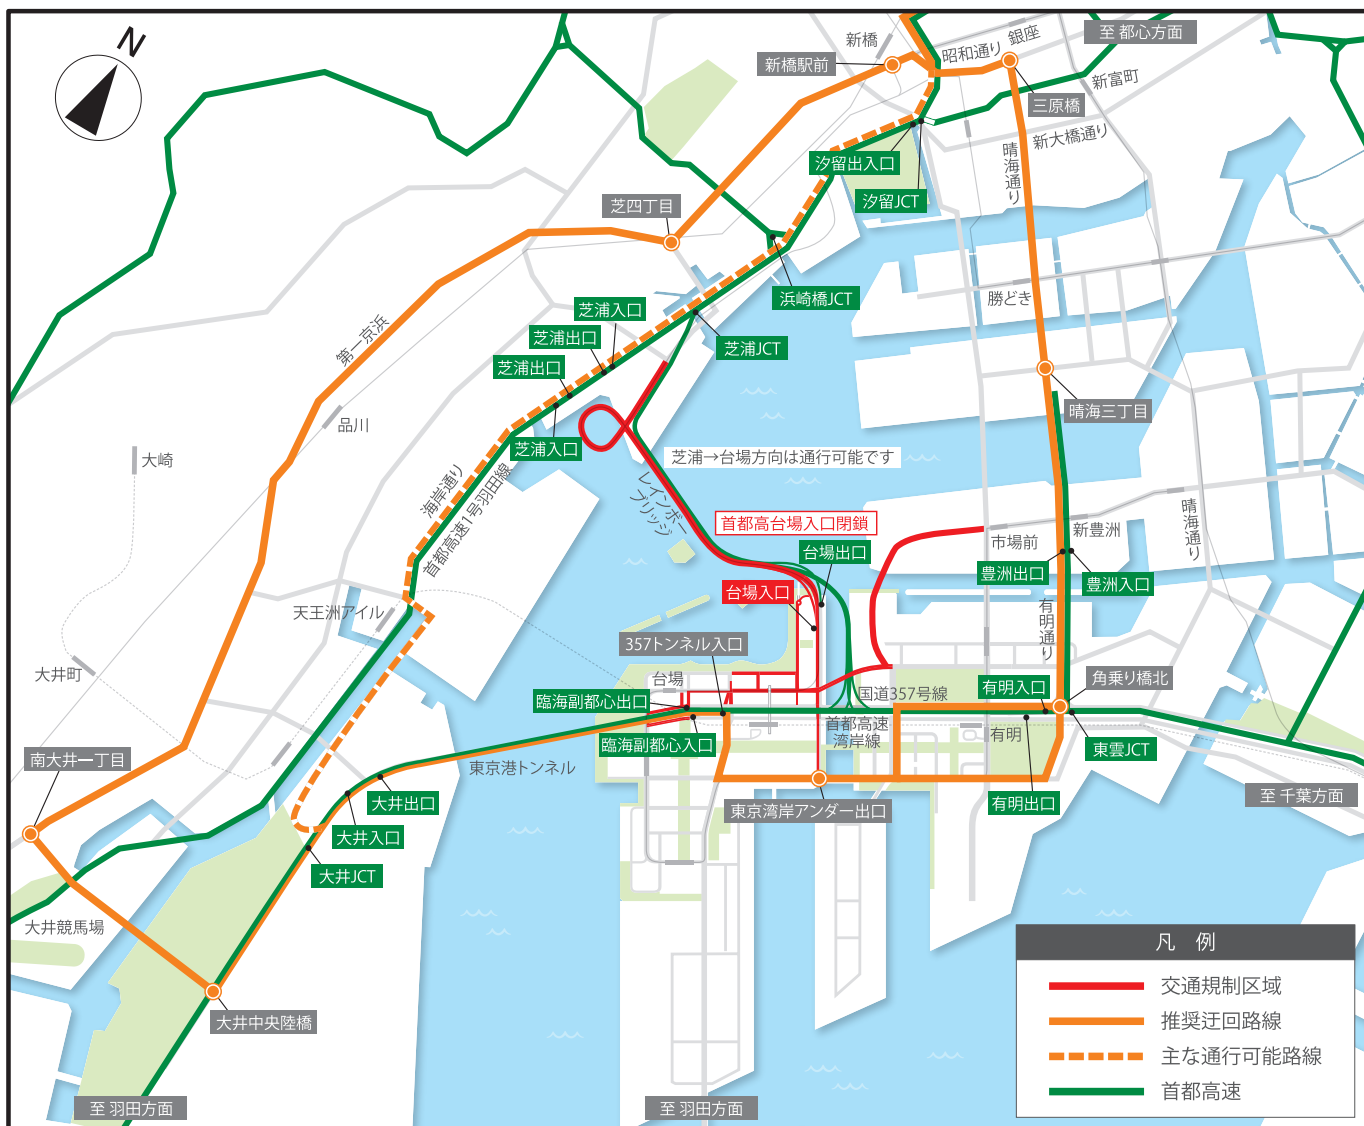 N
新橋
昭和通り
銀座
至 都心方面
新橋駅前
新富町
三原橋
新大橋通り
晴海通り
汐留出入口
汐留JCT
芝四丁目
浜崎橋JCT
勝どき
芝浦入口
芝浦出口
芝浦出口
芝浦JCT
第一京浜
品川
晴海三丁目
大崎
芝浦入口
芝浦→台場方向は通行可能です
海岸通り
首都高速1号羽田線
レインボー
ブリッジ
首都高台場入口閉鎖
晴海通り
市場前
新豊洲
台場出口
豊洲出口
豊洲入口
台場入口
天王洲アイル
有明通り
357トンネル入口
大井町
台場
角乗り橋北
臨海副都心出口
国道357号線
有明入口
首都高速
湾岸線
有明
臨海副都心入口
東雲JCT
南大井一丁目
東京港トンネル
大井出口
東京湾岸アンダー出口
有明出口
至 千葉方面
大井入口
大井JCT
大井競馬場
大井中央陸橋
至 羽田方面
至 羽田方面
凡 例
交通規制区域
推奨迂回路線
主な通行可能路線
首都高速